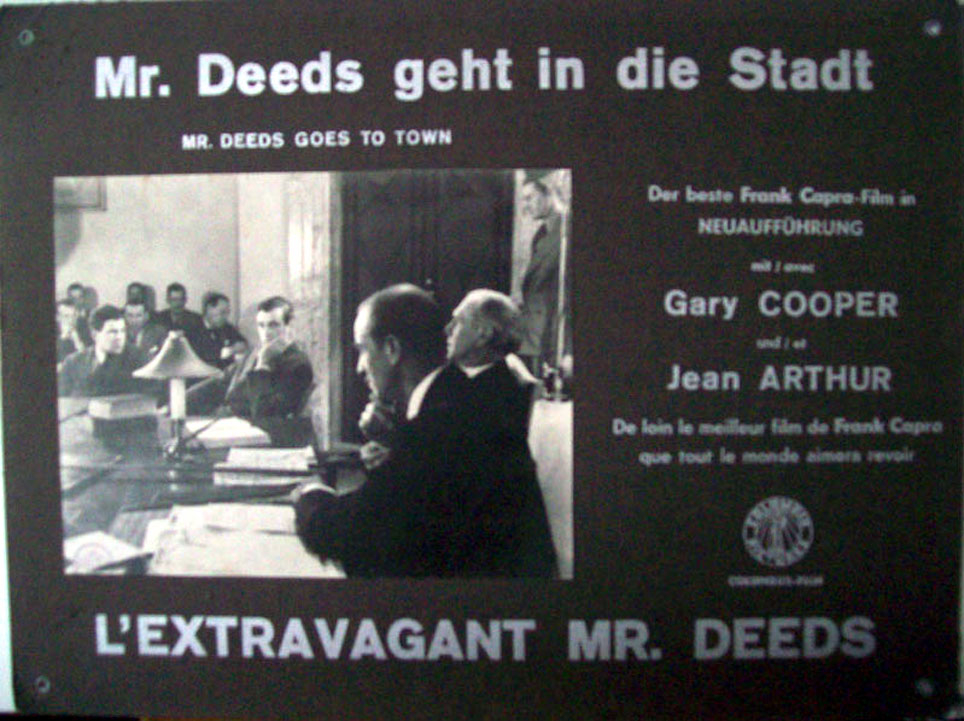 Mr. Deeds geht in die Stadt
MR. DEEDS GOES TO TOWN
Der beste Frank Capra-Film in
NEUAUFFÜHRUNG
mit / avec
Gary COOPER
und / et
Jean ARTHUR
De loin le meilleur film de Frank Capra
que tout le monde aimera revoir
L'EXTRAVAGANT MR. DEEDS